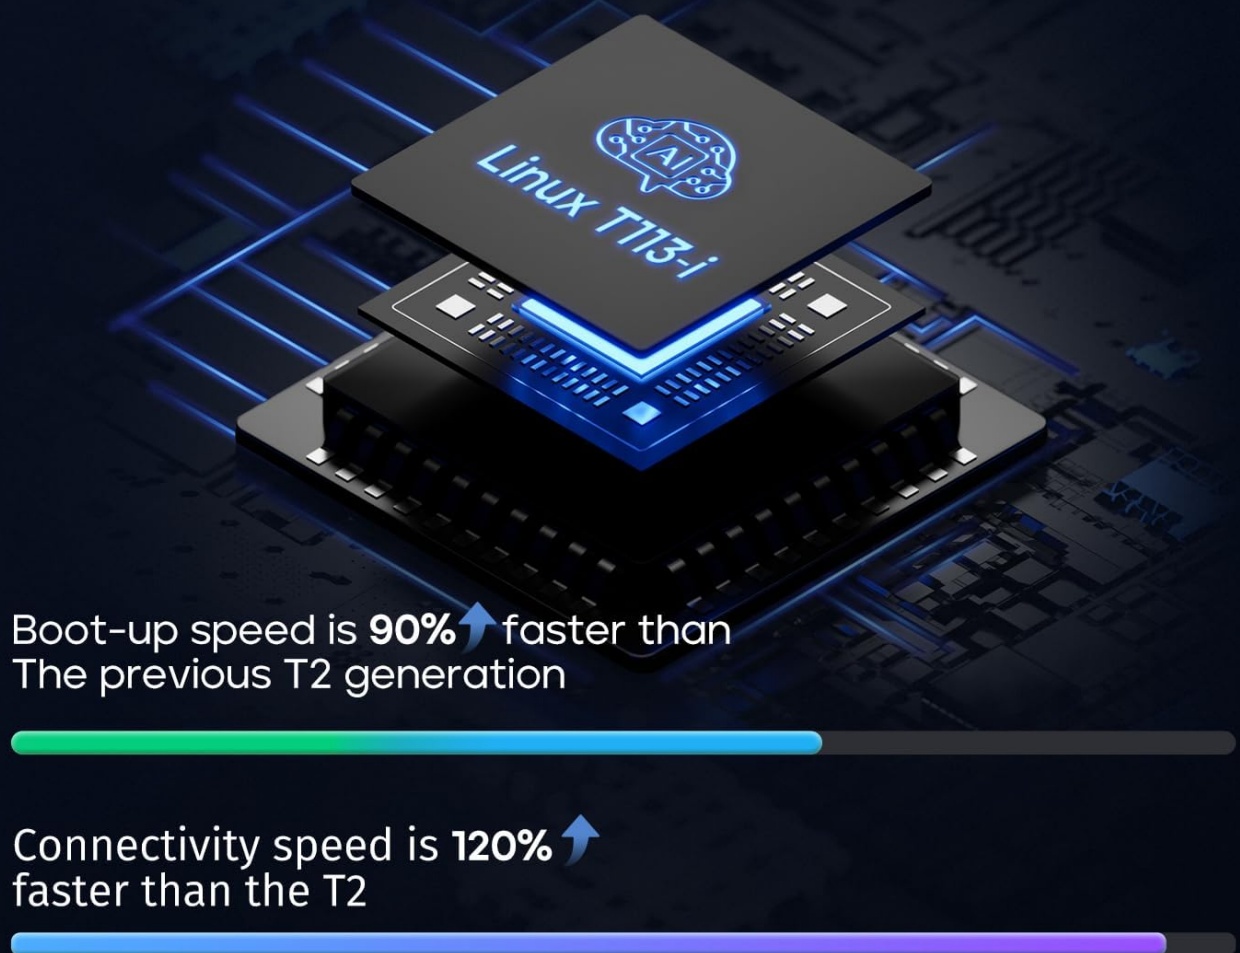 AI
Linux T113-i
Boot-up speed is 90% faster than
The previous T2 generation
Connectivity speed is 120%
faster than the T2